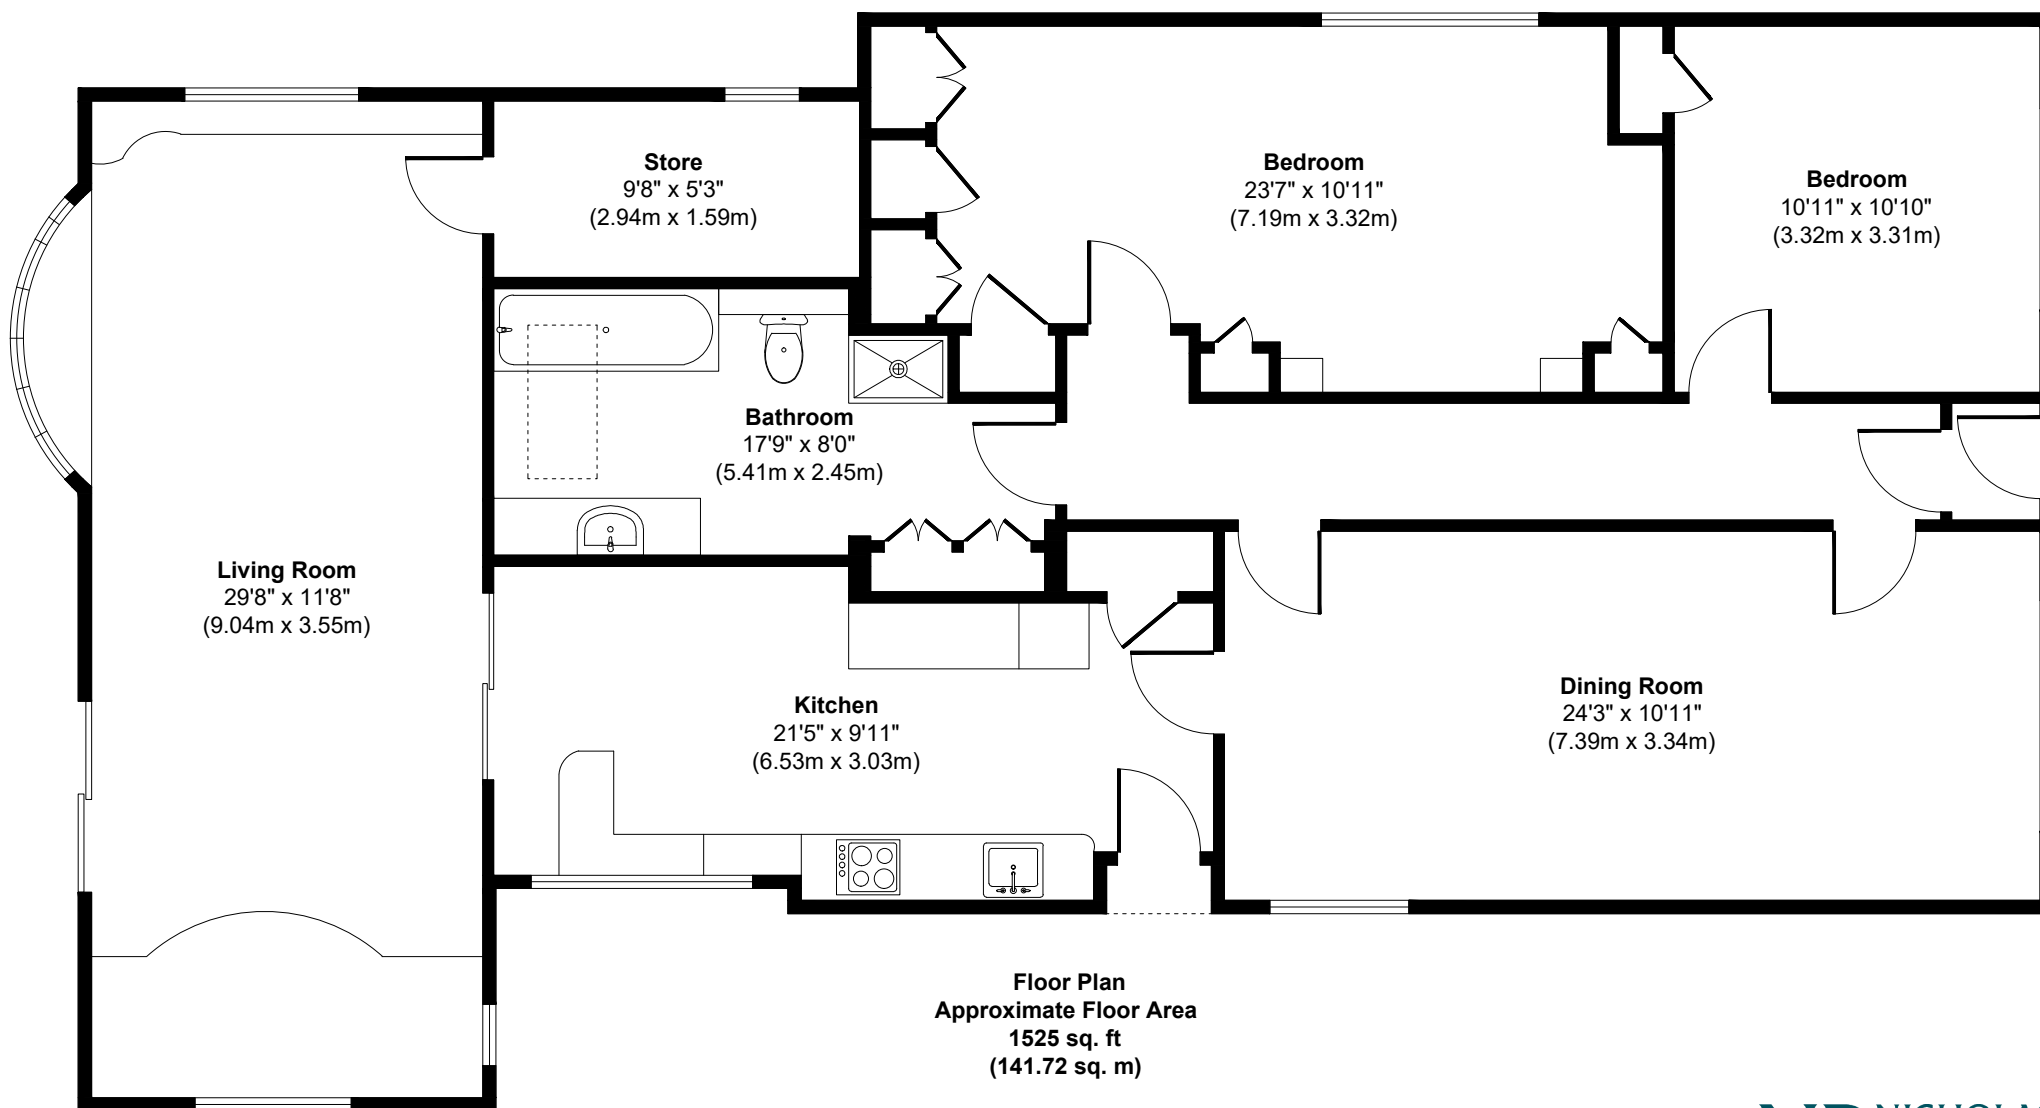 Store
9'8" x 5'3"
(2.94m x 1.59m)
Bedroom
23'7" x 10'11"
(7.19m x 3.32m)
Bedroom
10'11" x 10'10"
(3.32m x 3.31m)
Bathroom
17'9" x 8'0"
(5.41m x 2.45m)
Living Room
29'8" x 11'8"
(9.04m x 3.55m)
Kitchen
21'5" x 9'11"
(6.53m x 3.03m)
Dining Room
24'3" x 10'11"
(7.39m x 3.34m)
Floor Plan
Approximate Floor Area
1525 sq. ft
(141.72 sq. m)